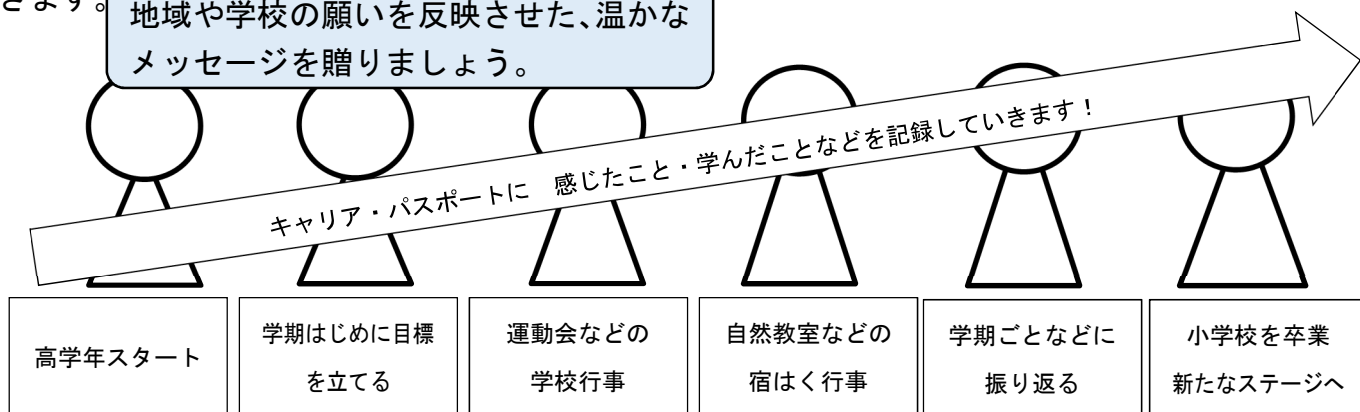 きます。
地域や学校の願いを反映させた、温かな
メッセージを贈りましょう。
キャリア・パスポートに　感じたこと・学んだことなどを記録していきます！
高学年スタート
学期はじめに目標
を立てる
運動会などの
学校行事
自然教室などの
宿はく行事
学期ごとなどに
振り返る
小学校を卒業
新たなステージへ